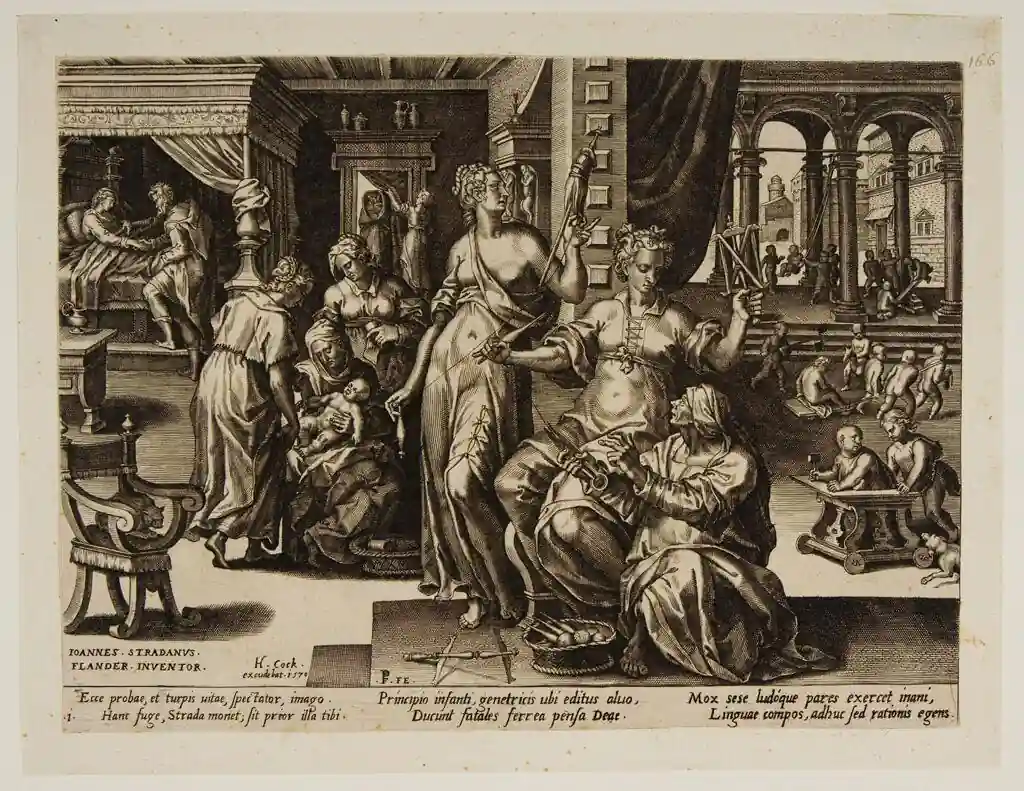 166
IOANNES · STRADANVS ·
FLANDER · INVENTOR ·
H. Cock
excudebat · 157
P FE ·
Ecce probae, et turpis uitae, spectator, imago ·
1. Hanc fuge, Strada monet; sit prior illa tibi ·
Principio infanti, genetricis ubi editus aluo,
Ducunt fatales ferrea pensa Deae ·
Mox sese ludoque pares exercet inani,
Linguae compos, adhuc sed rationis egens ·